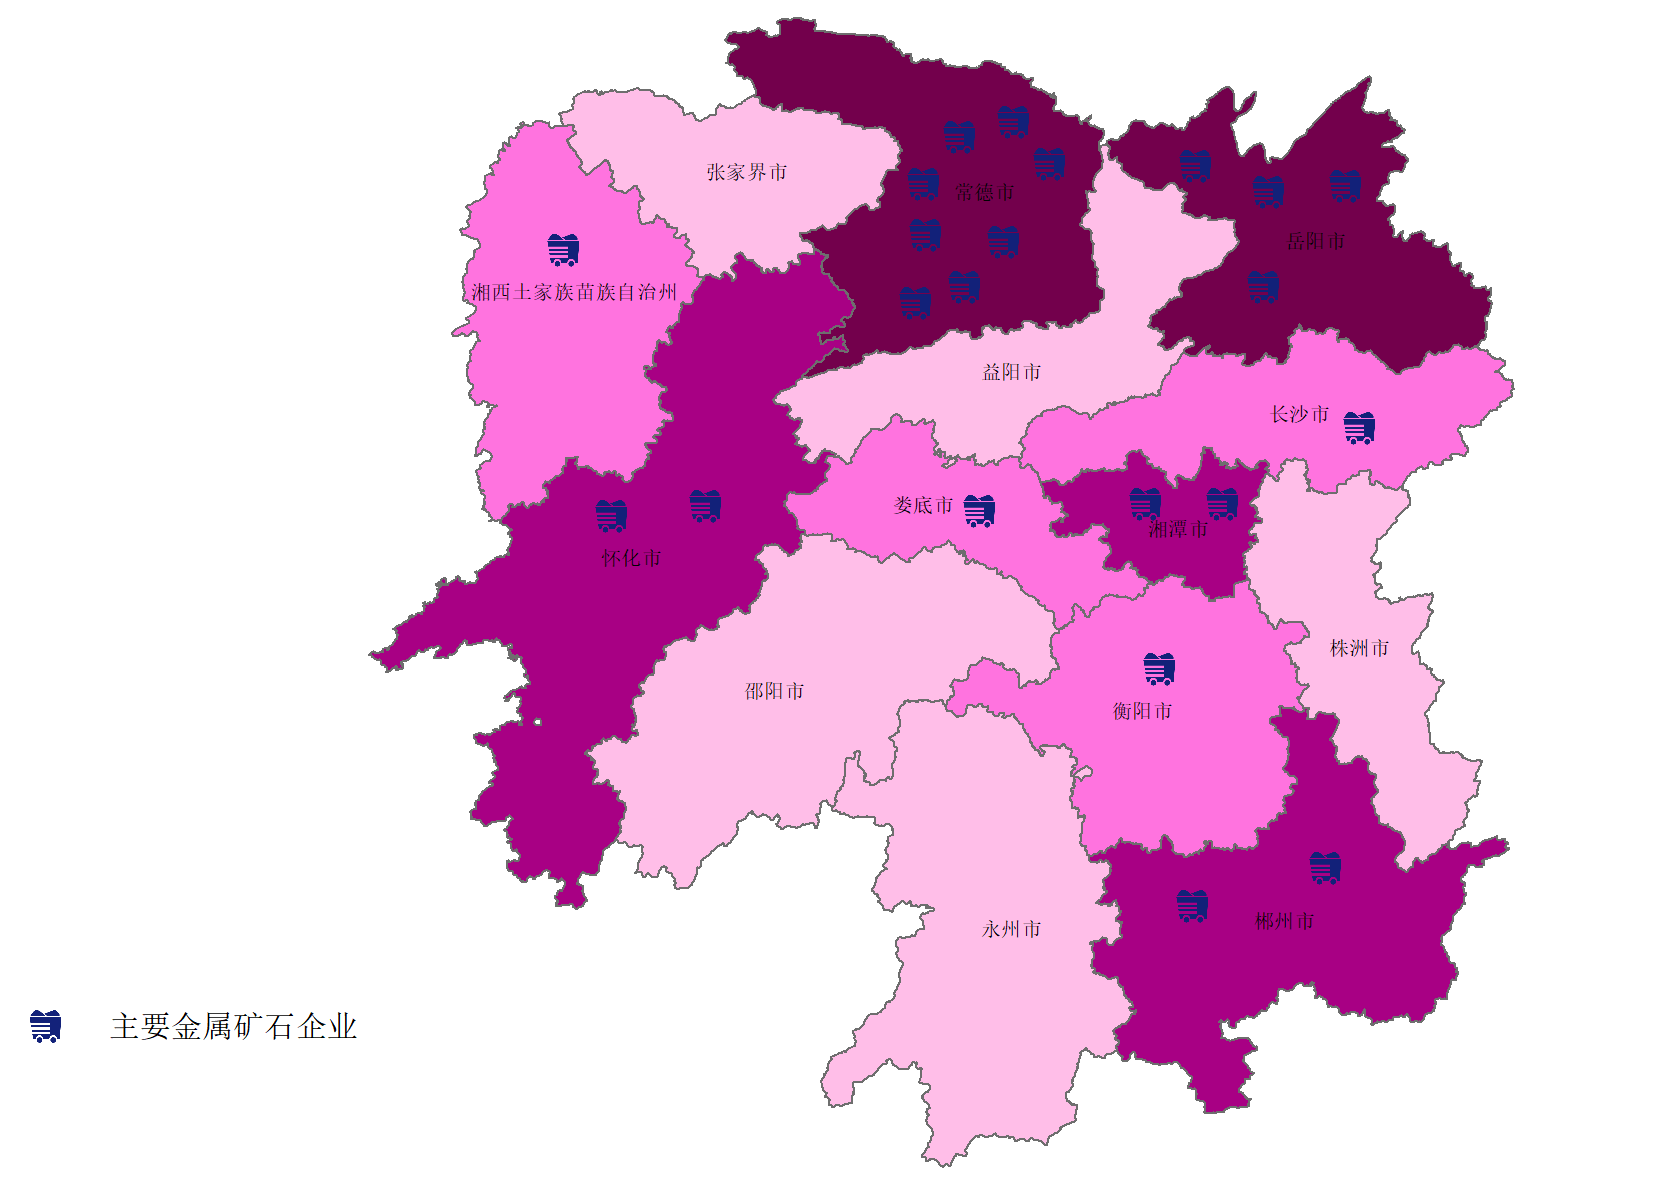 张家界市
常德市
岳阳市
湘西土家族苗族自治州
益阳市
长沙市
娄底市
湘潭市
怀化市
株洲市
邵阳市
衡阳市
郴州市
永州市
主要金属矿石企业